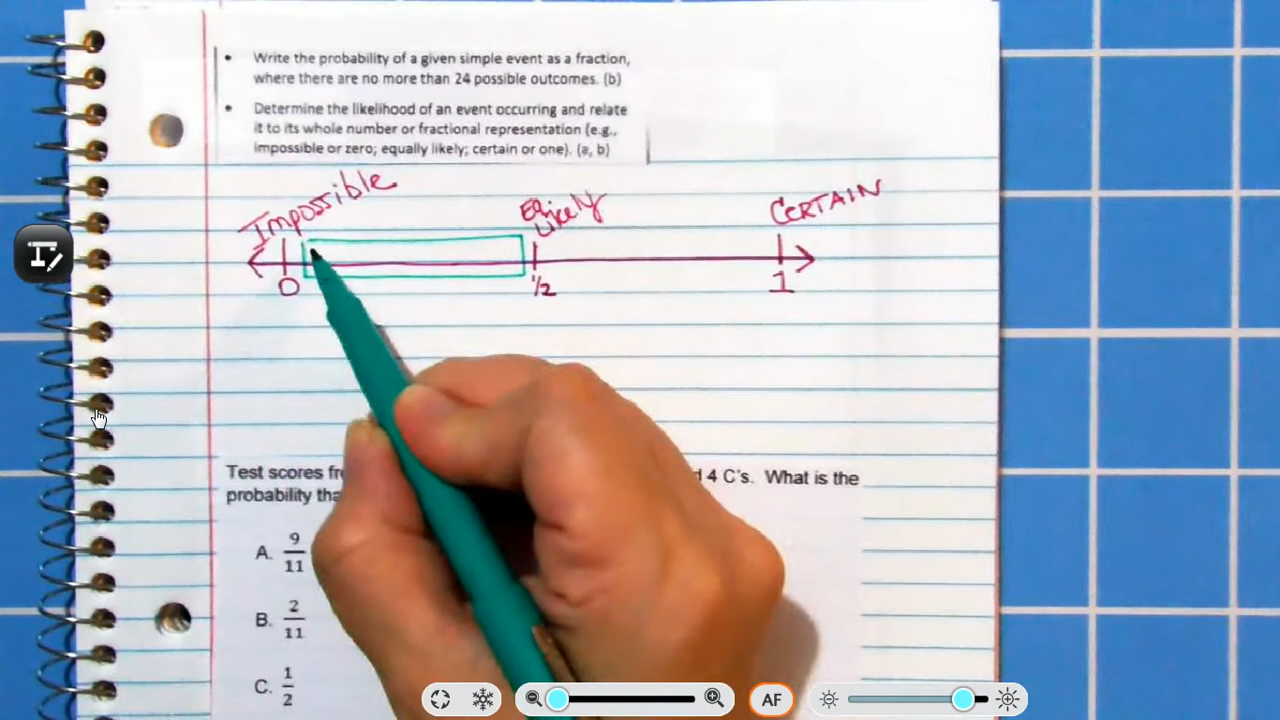 • Write the probability of a given simple event as a fraction,
where there are no more than 24 possible outcomes. (b)
• Determine the likelihood of an event occurring and relate
it to its whole number or fractional representation (e.g.,
impossible or zero; equally likely; certain or one). (a, b)
Impossible
Likely
CERTAIN
0
1/2
1
Test scores 4 C's. What is the
probability
A. 9/11
B. 2/11
C. 1/2
AF